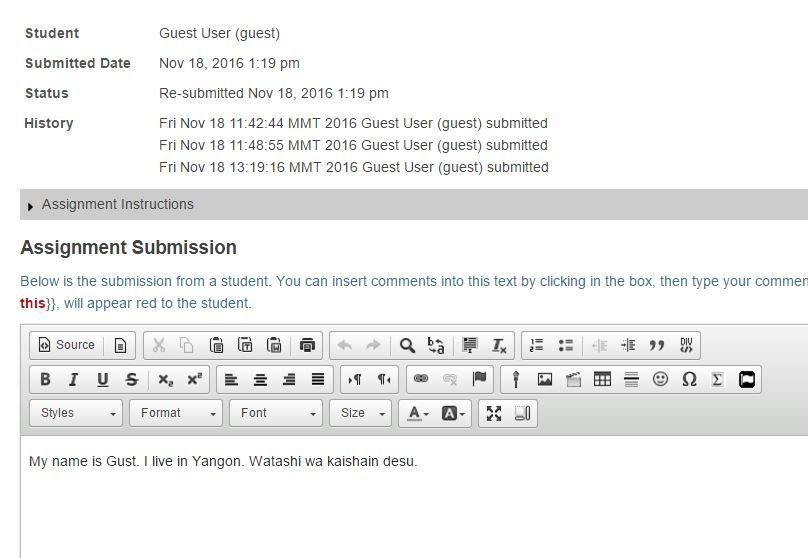 Student Guest User (guest)
Submitted Date Nov 18, 2016 1:19 pm
Status Re-submitted Nov 18, 2016 1:19 pm
History Fri Nov 18 11:42:44 MMT 2016 Guest User (guest) submitted
Fri Nov 18 11:48:55 MMT 2016 Guest User (guest) submitted
Fri Nov 18 13:19:16 MMT 2016 Guest User (guest) submitted
Assignment Instructions
Assignment Submission
Below is the submission from a student. You can insert comments into this text by clicking in the box, then type your commen
this}}, will appear red to the student.
Source
B I U S x₂ x²
Styles Format Font Size A A
My name is Gust. I live in Yangon. Watashi wa kaishain desu.